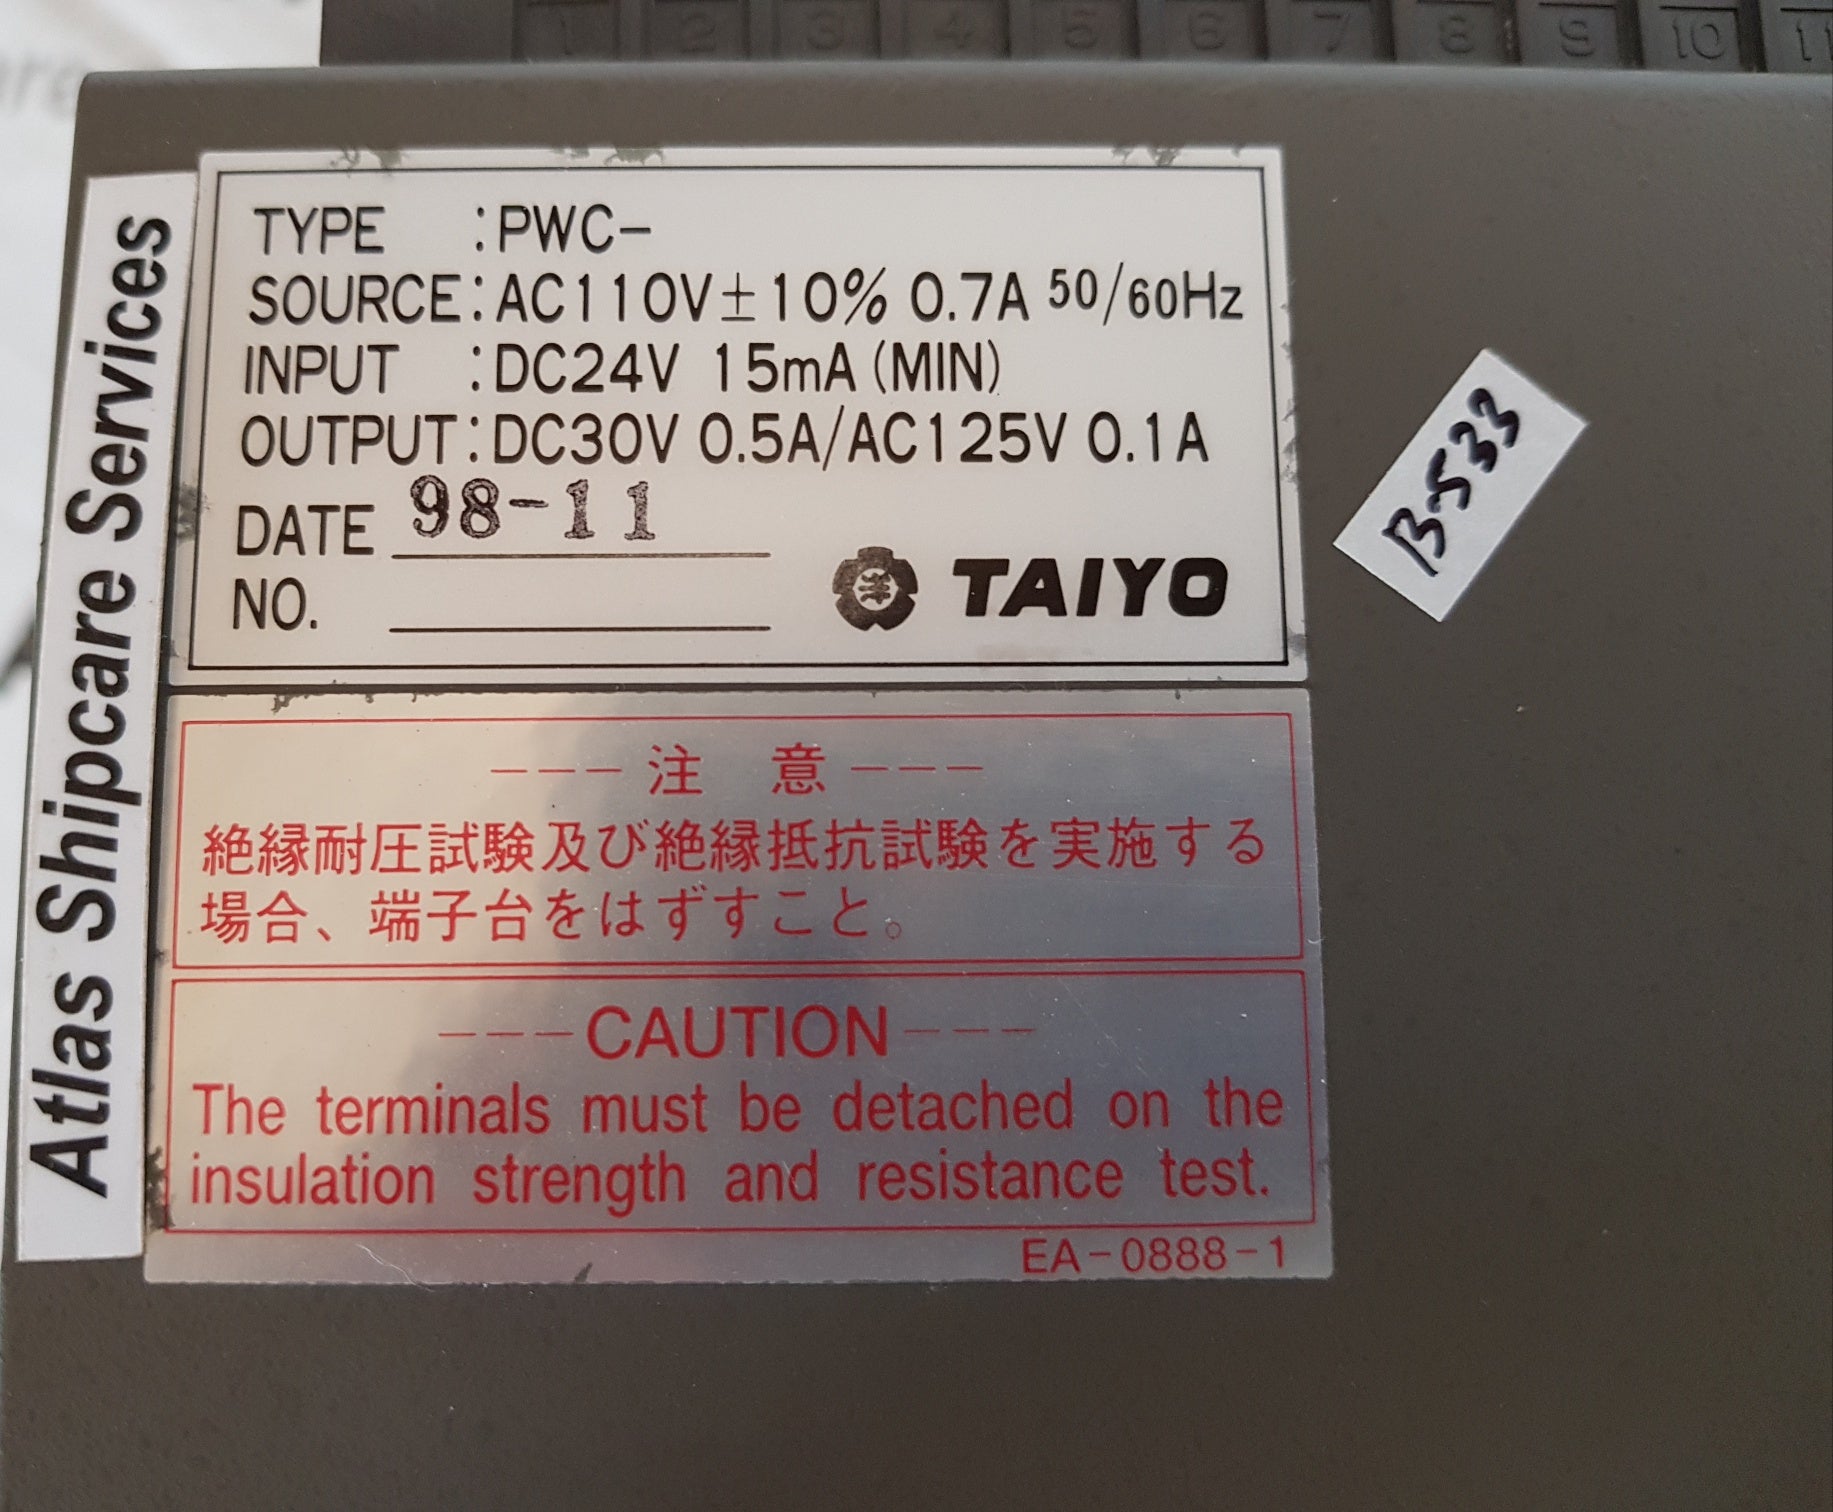 1 2 3 4 5 6 7 8 9 10 11
Atlas Shipcare Services
TYPE :PWC-
SOURCE:AC110V±10% 0.7A 50/60Hz
INPUT :DC24V 15mA (MIN)
OUTPUT:DC30V 0.5A/AC125V 0.1A
DATE 98-11
NO.
TAIYO
B-533
---注 意---
絶縁耐圧試験及び絶縁抵抗試験を実施する
場合、端子台をはずすこと。
---CAUTION---
The terminals must be detached on the
insulation strength and resistance test.
EA-0888-1